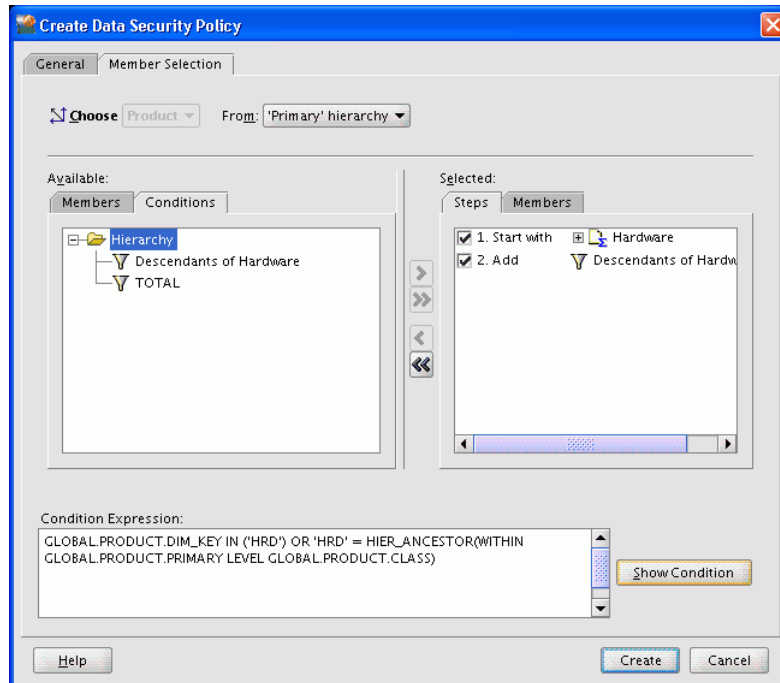 Create Data Security Policy
General Member Selection
Choose Product From: 'Primary' hierarchy
Available:
Members Conditions
Hierarchy
Descendants of Hardware
TOTAL
Selected:
Steps Members
1. Start with Hardware
2. Add Descendants of Hardw
Condition Expression:
GLOBAL.PRODUCT.DIM_KEY IN ('HRD') OR 'HRD' = HIER_ANCESTOR(WITHIN
GLOBAL.PRODUCT.PRIMARY LEVEL GLOBAL.PRODUCT.CLASS)
Show Condition
Help Create Cancel